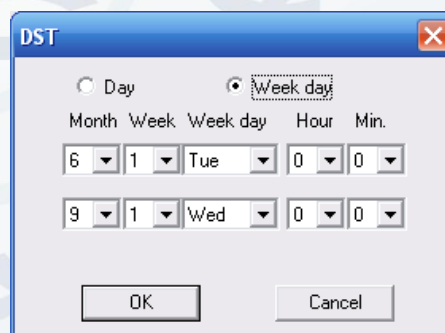 DST
Day Week day
Month Week Week day Hour Min.
6 1 Tue 0 0
9 1 Wed 0 0
OK Cancel